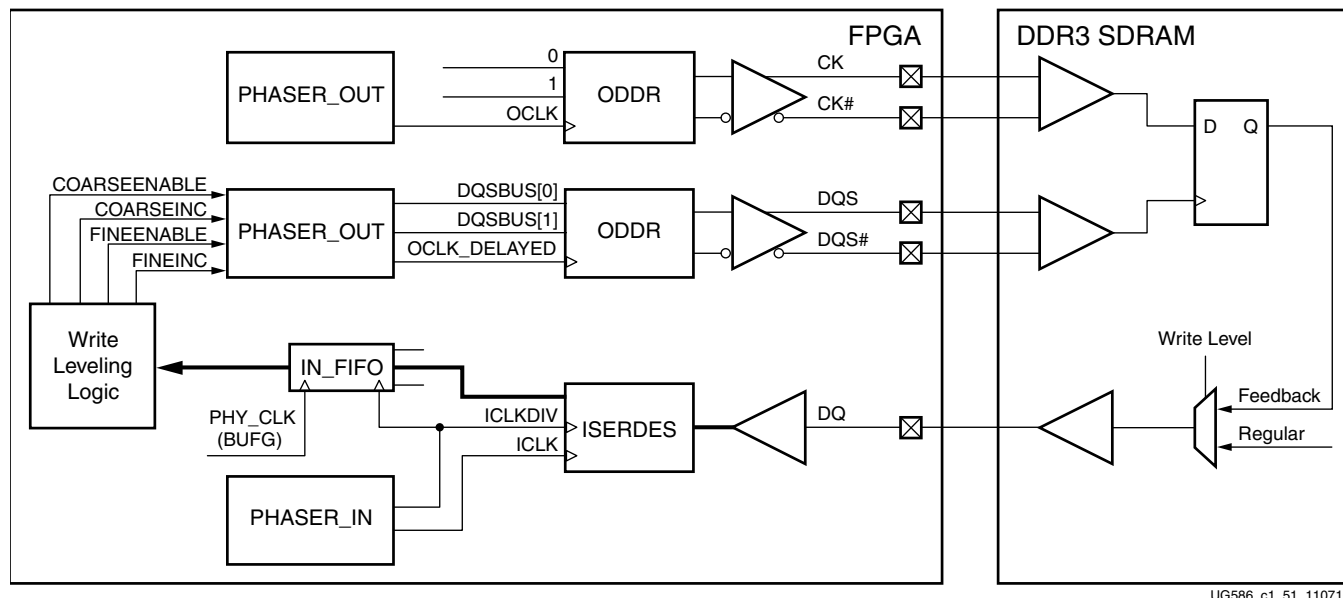 FPGA
DDR3 SDRAM
PHASER_OUT
0
1
OCLK
ODDR
CK
CK#
D Q
COARSEENABLE
COARSEINC
FINEENABLE
FINEINC
PHASER_OUT
DQSBUS[0]
DQSBUS[1]
OCLK_DELAYED
ODDR
DQS
DQS#
Write
Leveling
Logic
IN_FIFO
PHY_CLK
(BUFG)
ICLKDIV
ICLK
ISERDES
DQ
Write Level
Feedback
Regular
PHASER_IN
UG586_c1_51_11071